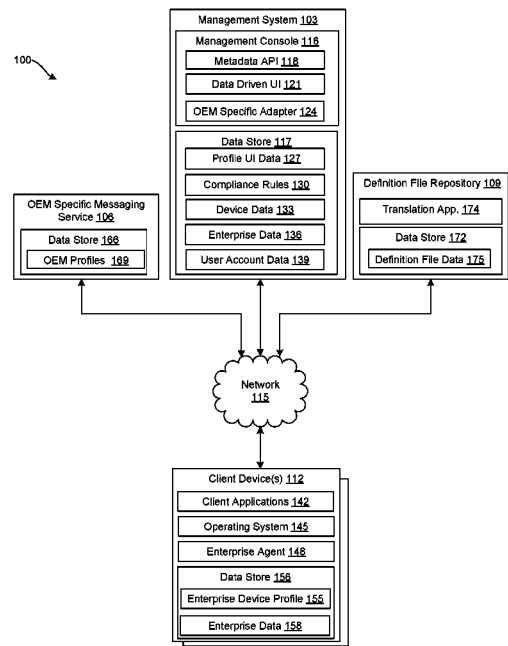 100
Management System 103
Management Console 116
Metadata API 118
Data Driven UI 121
OEM Specific Adapter 124
Data Store 117
Profile UI Data 127
Compliance Rules 130
Device Data 133
Enterprise Data 136
User Account Data 139
OEM Specific Messaging
Service 106
Data Store 166
OEM Profiles 169
Definition File Repository 109
Translation App. 174
Data Store 172
Definition File Data 175
Network
115
Client Device(s) 112
Client Applications 142
Operating System 145
Enterprise Agent 148
Data Store 156
Enterprise Device Profile 155
Enterprise Data 158